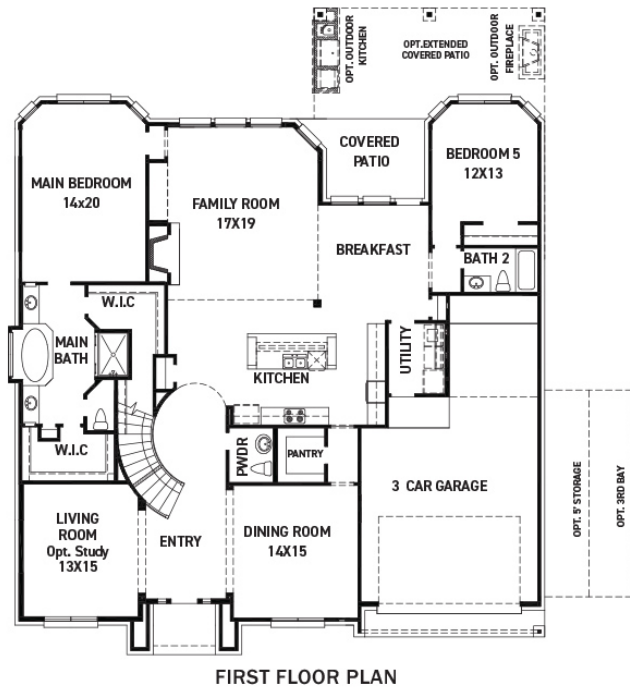 OPT. OUTDOOR
KITCHEN
OPT.EXTENDED
COVERED PATIO
OPT. OUTDOOR
FIREPLACE
COVERED
PATIO
BEDROOM 5
12X13
MAIN BEDROOM
14x20
FAMILY ROOM
17X19
BREAKFAST
BATH 2
W.I.C
MAIN
BATH
UTILITY
KITCHEN
W.I.C
PWDR
PANTRY
3 CAR GARAGE
OPT. 5' STORAGE
OPT. 3RD BAY
LIVING
ROOM
Opt. Study
13X15
ENTRY
DINING ROOM
14X15
FIRST FLOOR PLAN